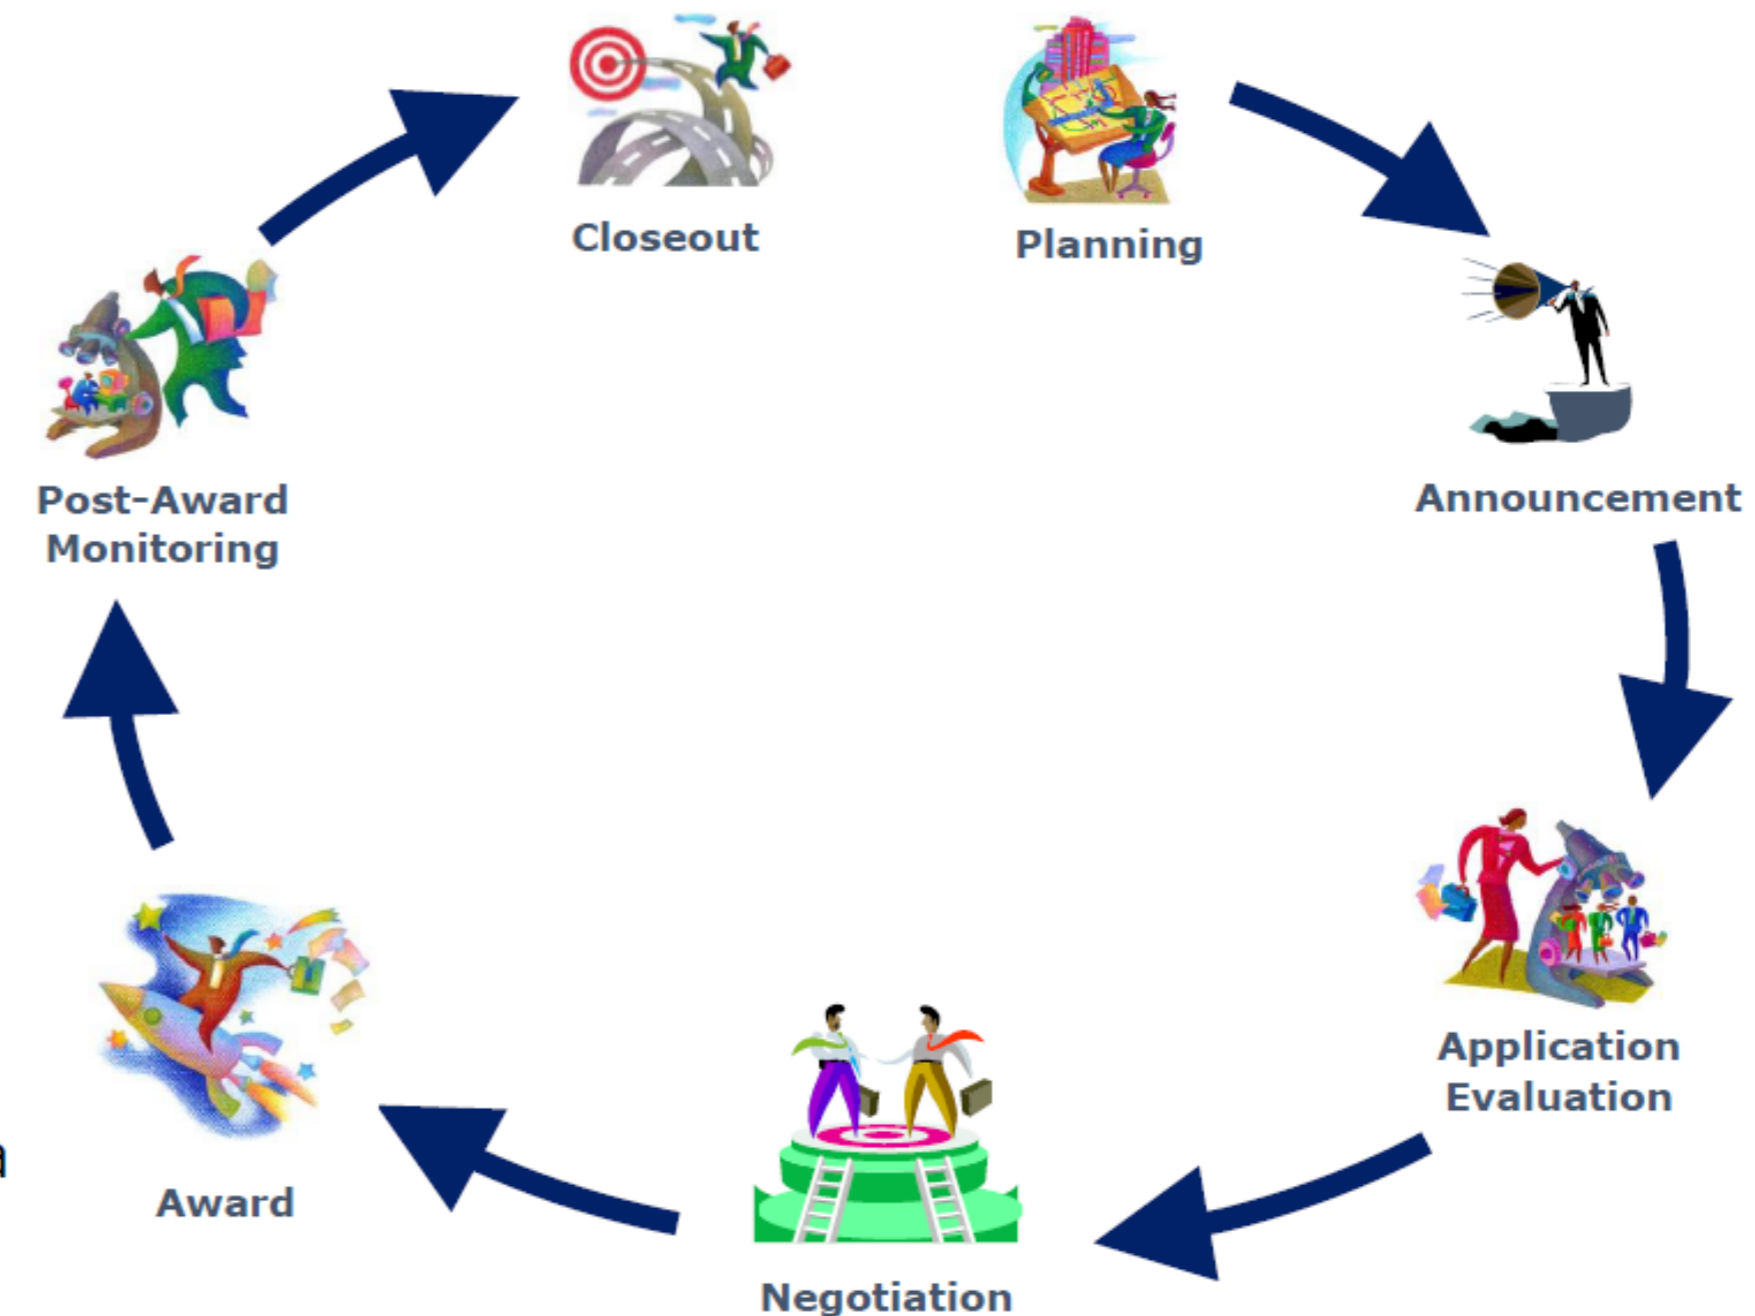 Closeout
Planning
Announcement
Post-Award
Monitoring
Application
Evaluation
a
Award
Negotiation